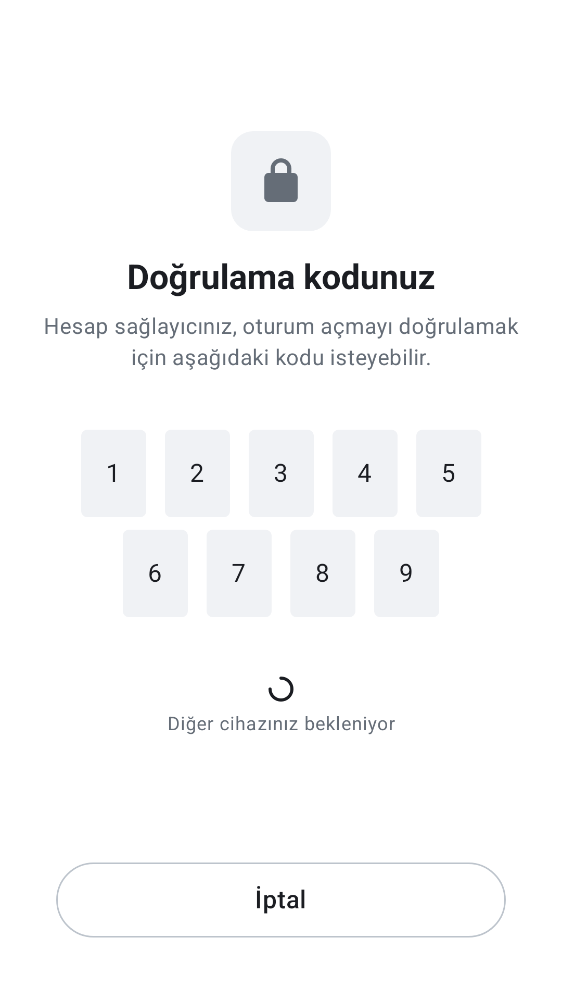 Doğrulama kodunuz
Hesap sağlayıcınız, oturum açmayı doğrulamak
için aşağıdaki kodu isteyebilir.
1 2 3 4 5
6 7 8 9
Diğer cihazınız bekleniyor
İptal